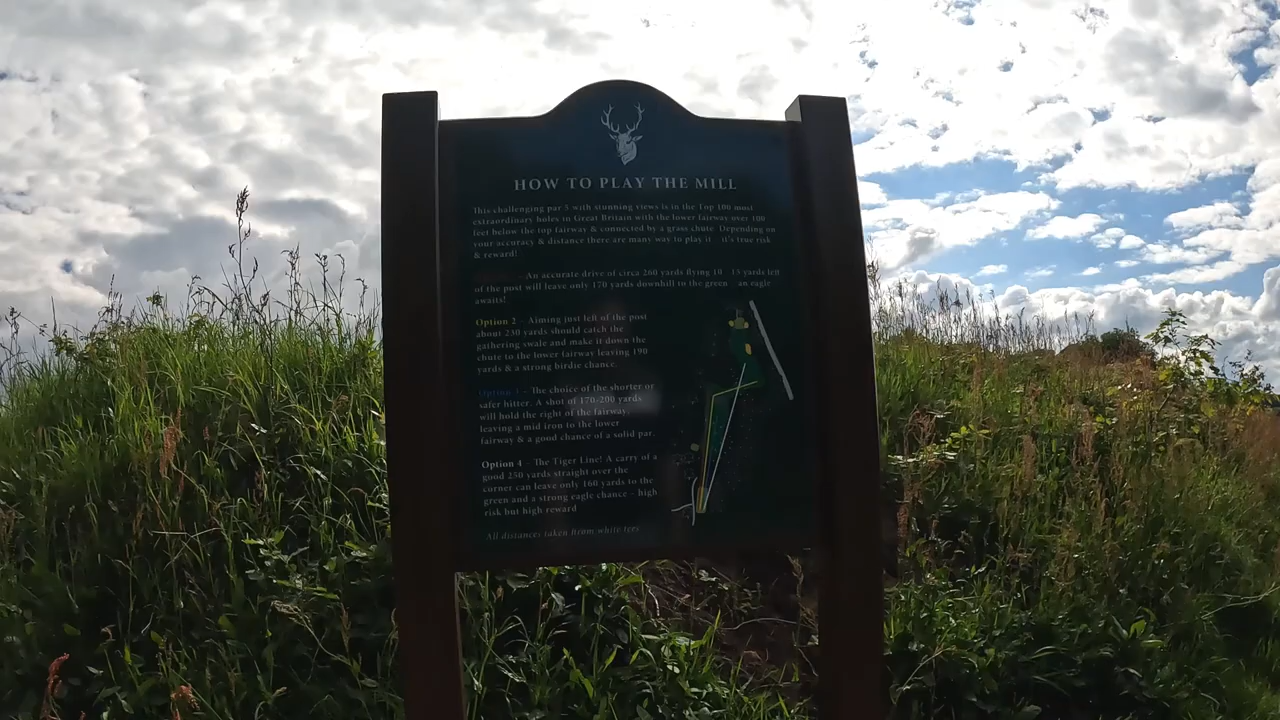 HOW TO PLAY THE MILL
This challenging par 5 with stunning views is in the Top 100 most
extraordinary holes in Great Britain with the lower fairway over 100
feet below the top fairway & connected by a grass chute. Depending on
your accuracy & distance there are many way to play it it's true risk
& reward!
- An accurate drive of circa 260 yards flying 10 - 15 yards left
of the post will leave only 170 yards downhill to the green - an eagle
awaits!
Option 2 - Aiming just left of the post
about 230 yards should catch the
gathering swale and make it down the
chute to the lower fairway leaving 190
yards & a strong birdie chance.
Option 3 - The choice of the shorter or
safer hitter. A shot of 170-200 yards
will hold the right of the fairway,
leaving a mid iron to the lower
fairway & a good chance of a solid par.
Option 4 - The Tiger Line! A carry of a
good 250 yards straight over the
corner can leave only 160 yards to the
green and a strong eagle chance - high
risk but high reward
All distances taken from white tees